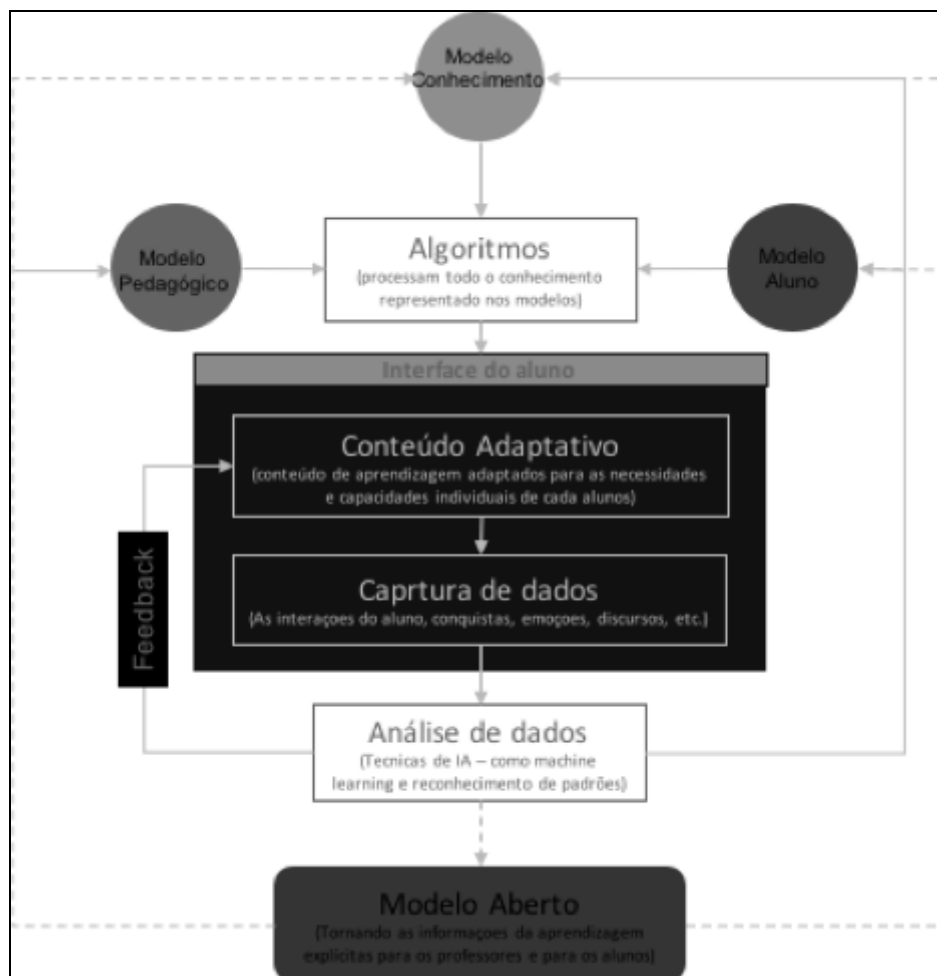 Modelo
Conhecimento
Modelo
Pedagógico
Algoritmos
(processam todo o conhecimento
representado nos modelos)
Modelo
Aluno
Interface do aluno
Conteúdo Adaptativo
(conteúdo de aprendizagem adaptados para as necessidades
e capacidades individuais de cada alunos)
Feedback
Caprtura de dados
(As interaçoes do aluno, conquistas, emoçoes, discursos, etc.)
Análise de dados
(Tecnicas de IA – como machine
learning e reconhecimento de padrões)
Modelo Aberto
(Tornando as informaçoes da aprendizagem
explicitas para os professores e para os alunos)